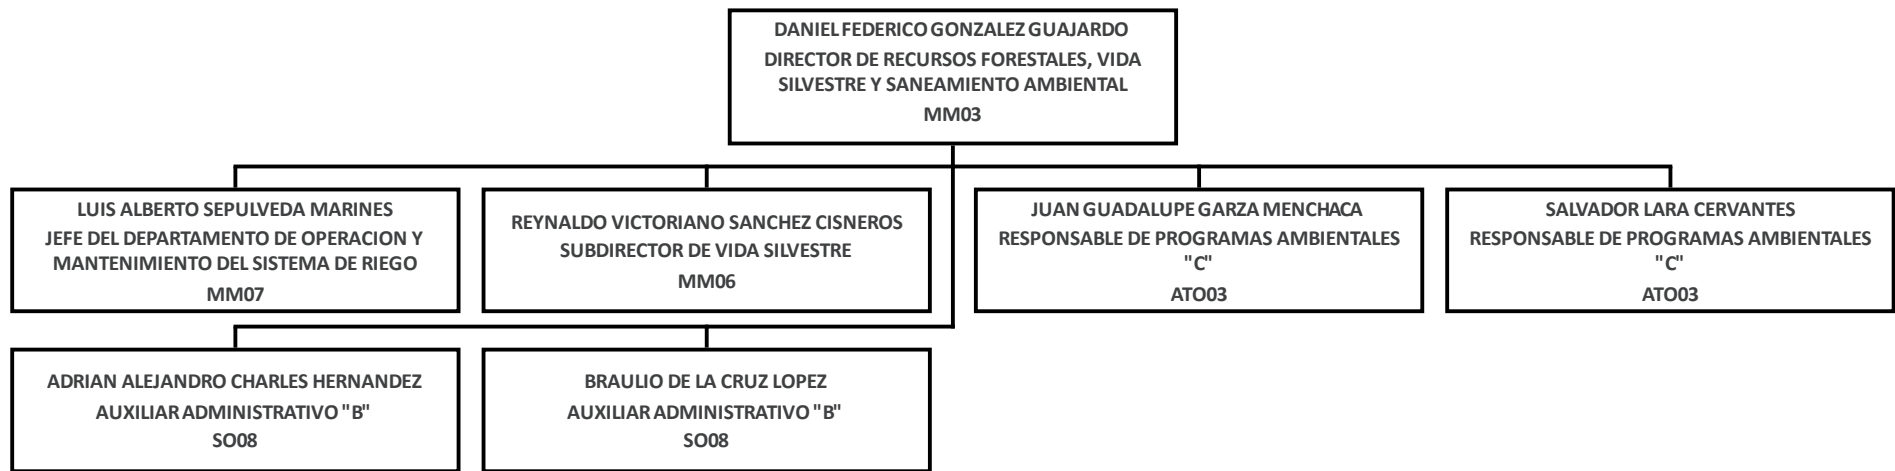 DANIEL FEDERICO GONZALEZ GUAJARDO
DIRECTOR DE RECURSOS FORESTALES, VIDA
SILVESTRE Y SANEAMIENTO AMBIENTAL
MM03
LUIS ALBERTO SEPULVEDA MARINES
JEFE DEL DEPARTAMENTO DE OPERACION Y
MANTENIMIENTO DEL SISTEMA DE RIEGO
MM07
REYNALDO VICTORIANO SANCHEZ CISNEROS
SUBDIRECTOR DE VIDA SILVESTRE
MM06
JUAN GUADALUPE GARZA MENCHACA
RESPONSABLE DE PROGRAMAS AMBIENTALES
"C"
ATO03
SALVADOR LARA CERVANTES
RESPONSABLE DE PROGRAMAS AMBIENTALES
"C"
ATO03
ADRIAN ALEJANDRO CHARLES HERNANDEZ
AUXILIAR ADMINISTRATIVO "B"
SO08
BRAULIO DE LA CRUZ LOPEZ
AUXILIAR ADMINISTRATIVO "B"
SO08